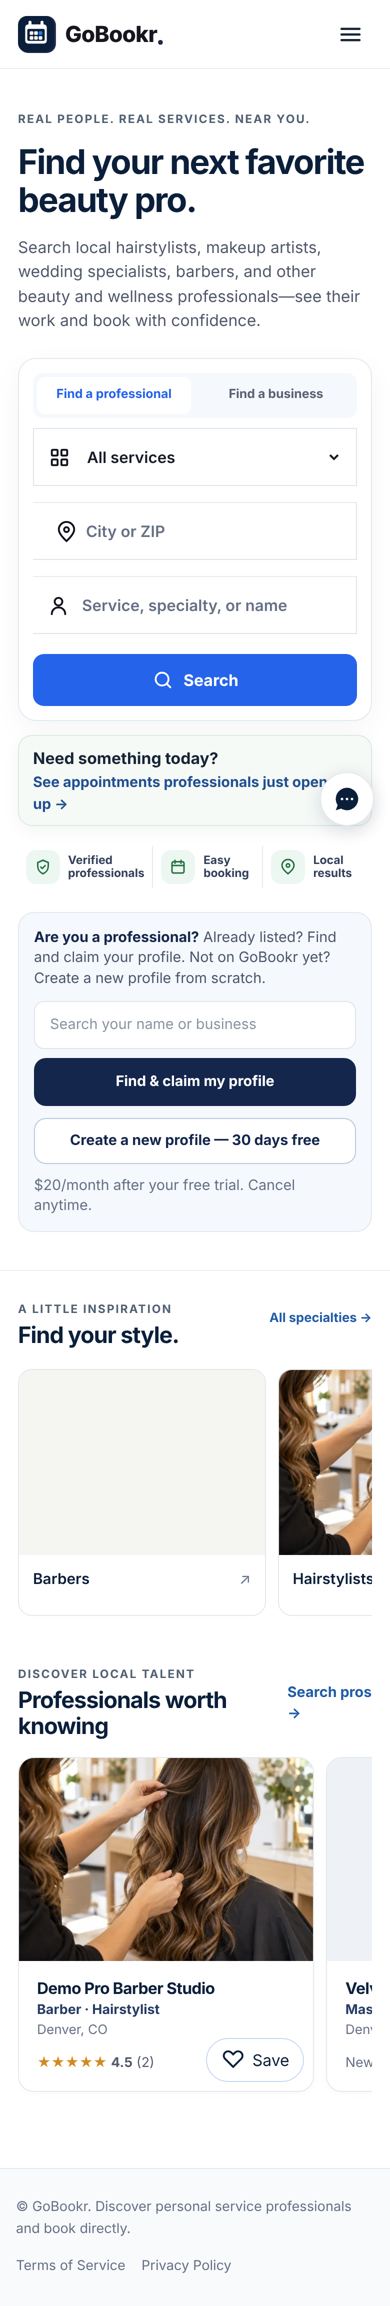 GoBookr.
REAL PEOPLE. REAL SERVICES. NEAR YOU.
Find your next favorite
beauty pro.
Search local hairstylists, makeup artists,
wedding specialists, barbers, and other
beauty and wellness professionals—see their
work and book with confidence.
Find a professional
Find a business
All services
City or ZIP
Service, specialty, or name
Search
Need something today?
See appointments professionals just open
up →
Verified
professionals
Easy
booking
Local
results
Are you a professional? Already listed? Find
and claim your profile. Not on GoBookr yet?
Create a new profile from scratch.
Search your name or business
Find & claim my profile
Create a new profile — 30 days free
$20/month after your free trial. Cancel
anytime.
A LITTLE INSPIRATION
Find your style.
All specialties →
Barbers
Hairstylists
DISCOVER LOCAL TALENT
Professionals worth
knowing
Search pros
→
Demo Pro Barber Studio
Barber · Hairstylist
Denver, CO
★★★★★ 4.5 (2)
Save
New
© GoBookr. Discover personal service professionals
and book directly.
Terms of Service Privacy Policy